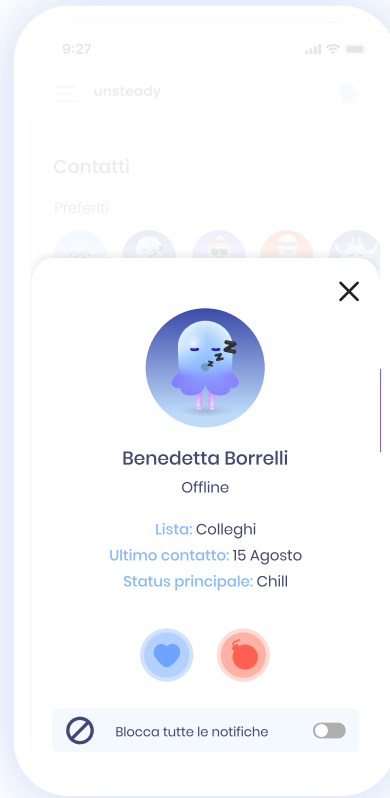 9:27
unsteady
Contatti
Preferiti
z z Z
Benedetta Borrelli
Offline
Lista: Colleghi
Ultimo contatto: 15 Agosto
Status principale: Chill
Blocca tutte le notifiche